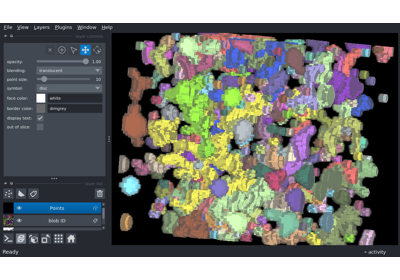 File View Layers Plugins Window Help
opacity: 1.00
blending: translucent
point size: 10
symbol: disc
face color: white
border color: dimgrey
display text:
out of slice:
Points
blob ID
Ready
activity